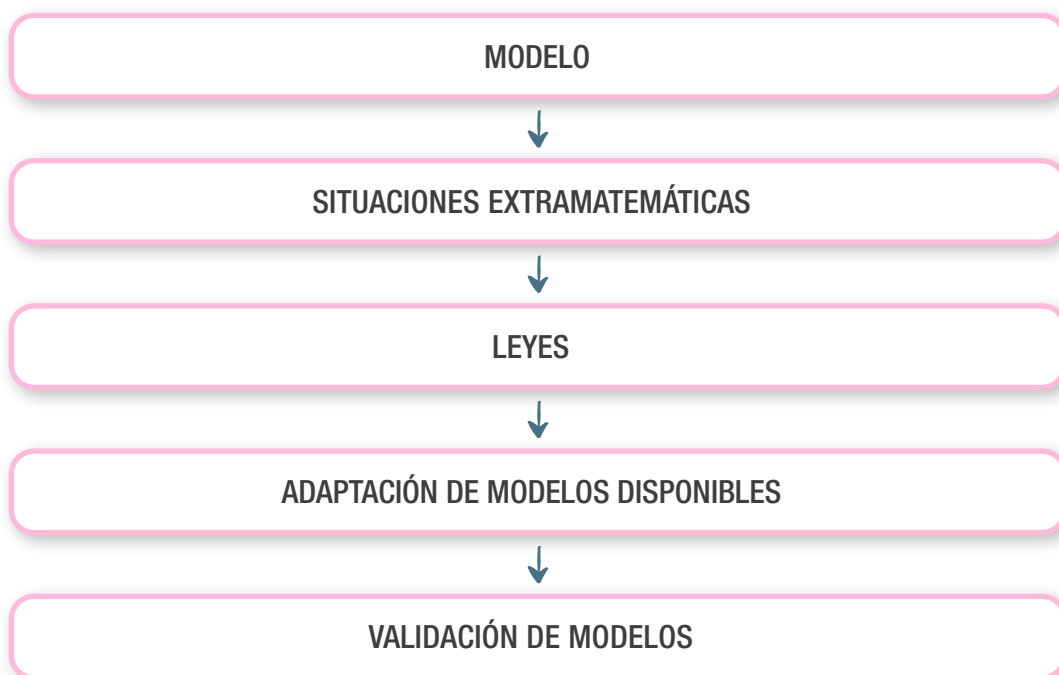 MODELO
SITUACIONES EXTRAMATEMÁTICAS
LEYES
ADAPTACIÓN DE MODELOS DISPONIBLES
VALIDACIÓN DE MODELOS